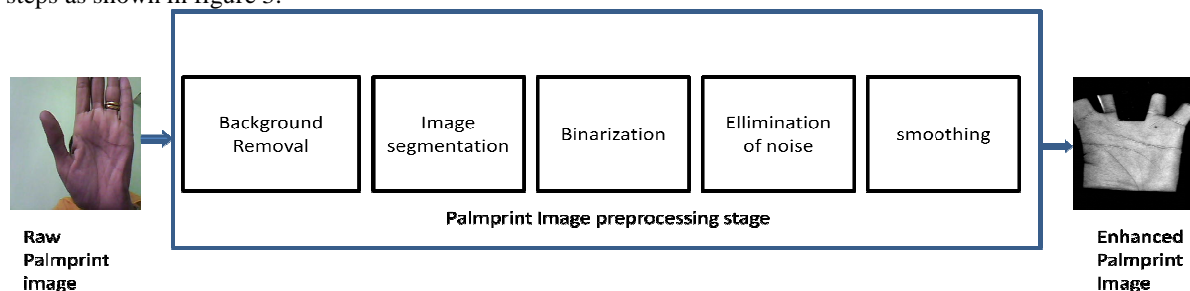 steps as shown in figure 3.
Background
Removal
Image
segmentation
Binarization
Ellimination
of noise
smoothing
Palmprint Image preprocessing stage
Raw
Palmprint
image
Enhanced
Palmprint
Image